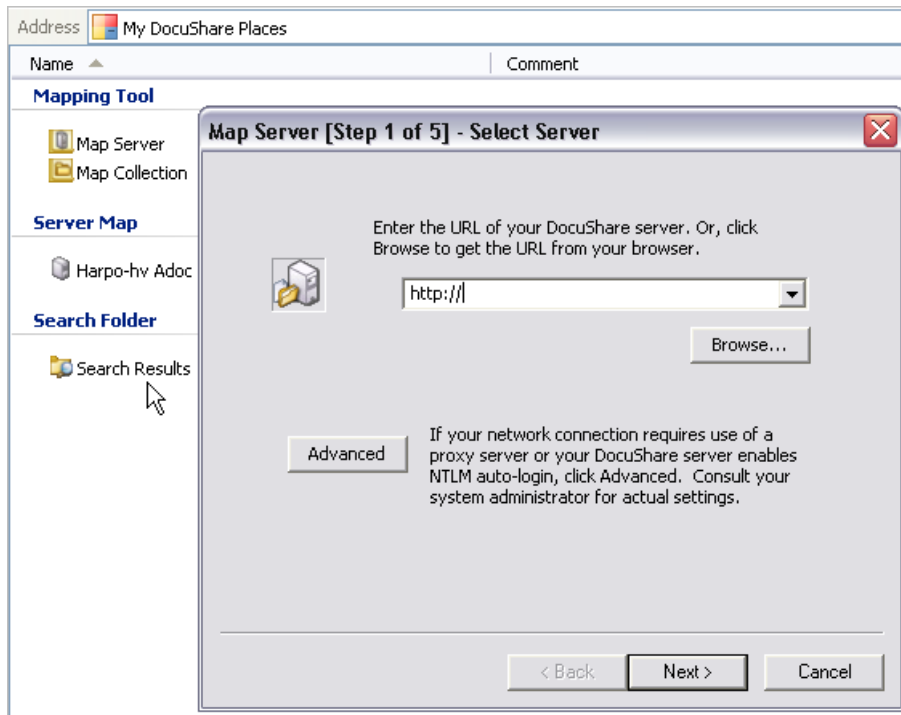 Address My DocuShare Places
Name Comment
Mapping Tool
Map Server
Map Collection
Server Map
Harpo-hv Adoc
Search Folder
Search Results
Map Server [Step 1 of 5] - Select Server
Enter the URL of your DocuShare server. Or, click
Browse to get the URL from your browser.
http://
Browse...
Advanced
If your network connection requires use of a
proxy server or your DocuShare server enables
NTLM auto-login, click Advanced. Consult your
system administrator for actual settings.
< Back Next > Cancel